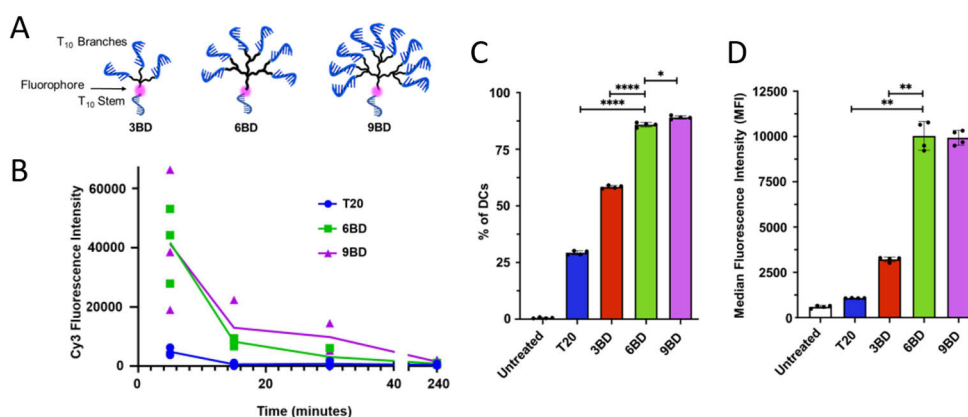 A
T10 Branches
Fluorophore
T10 Stem
3BD
6BD
9BD
B
Cy3 Fluorescence Intensity
60000
40000
20000
0
T20
6BD
9BD
0
20
40
240
Time (minutes)
C
% of DCs
100
75
50
25
0
****
****
*
Untreated
T20
3BD
6BD
9BD
D
Median Fluorescence Intensity (MFI)
12500
10000
7500
5000
2500
0
**
**
Untreated
T20
3BD
6BD
9BD